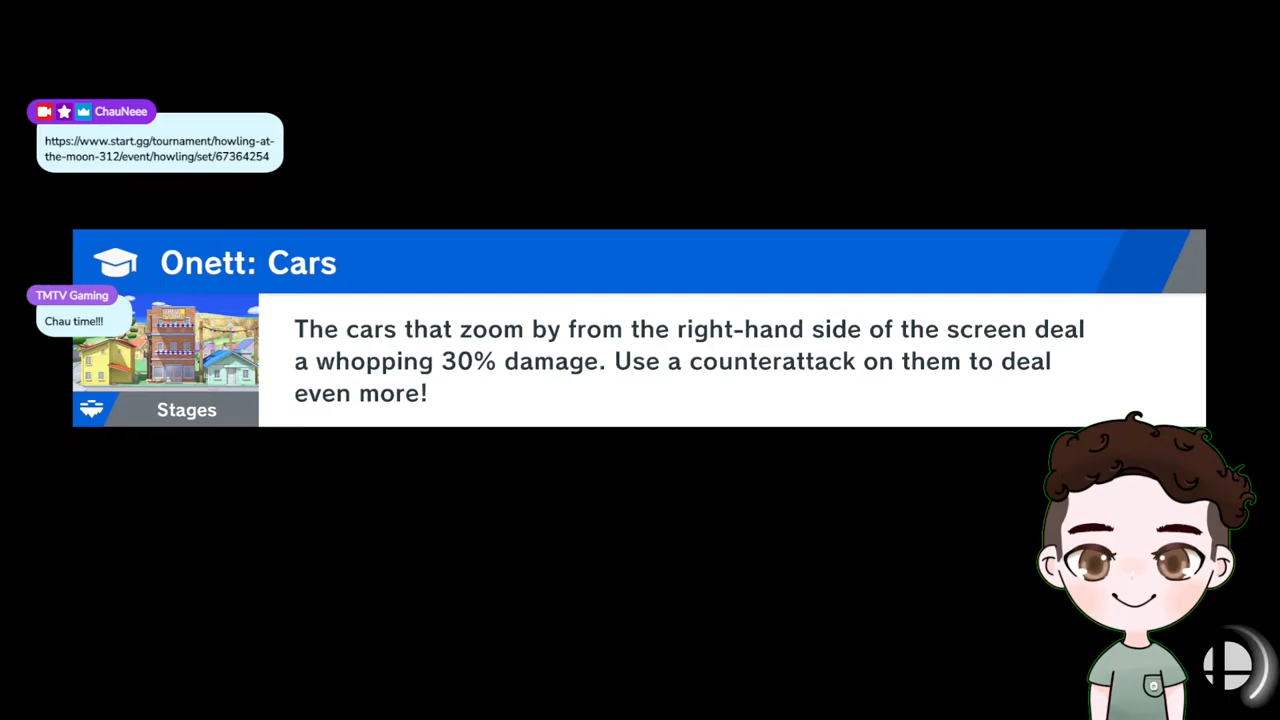 ChauNeee
https://www.start.gg/tournament/howling-at-
the-moon-312/event/howling/set/67364254
Onett: Cars
TMTV Gaming
Chau time!!!
The cars that zoom by from the right-hand side of the screen deal
a whopping 30% damage. Use a counterattack on them to deal
even more!
Stages